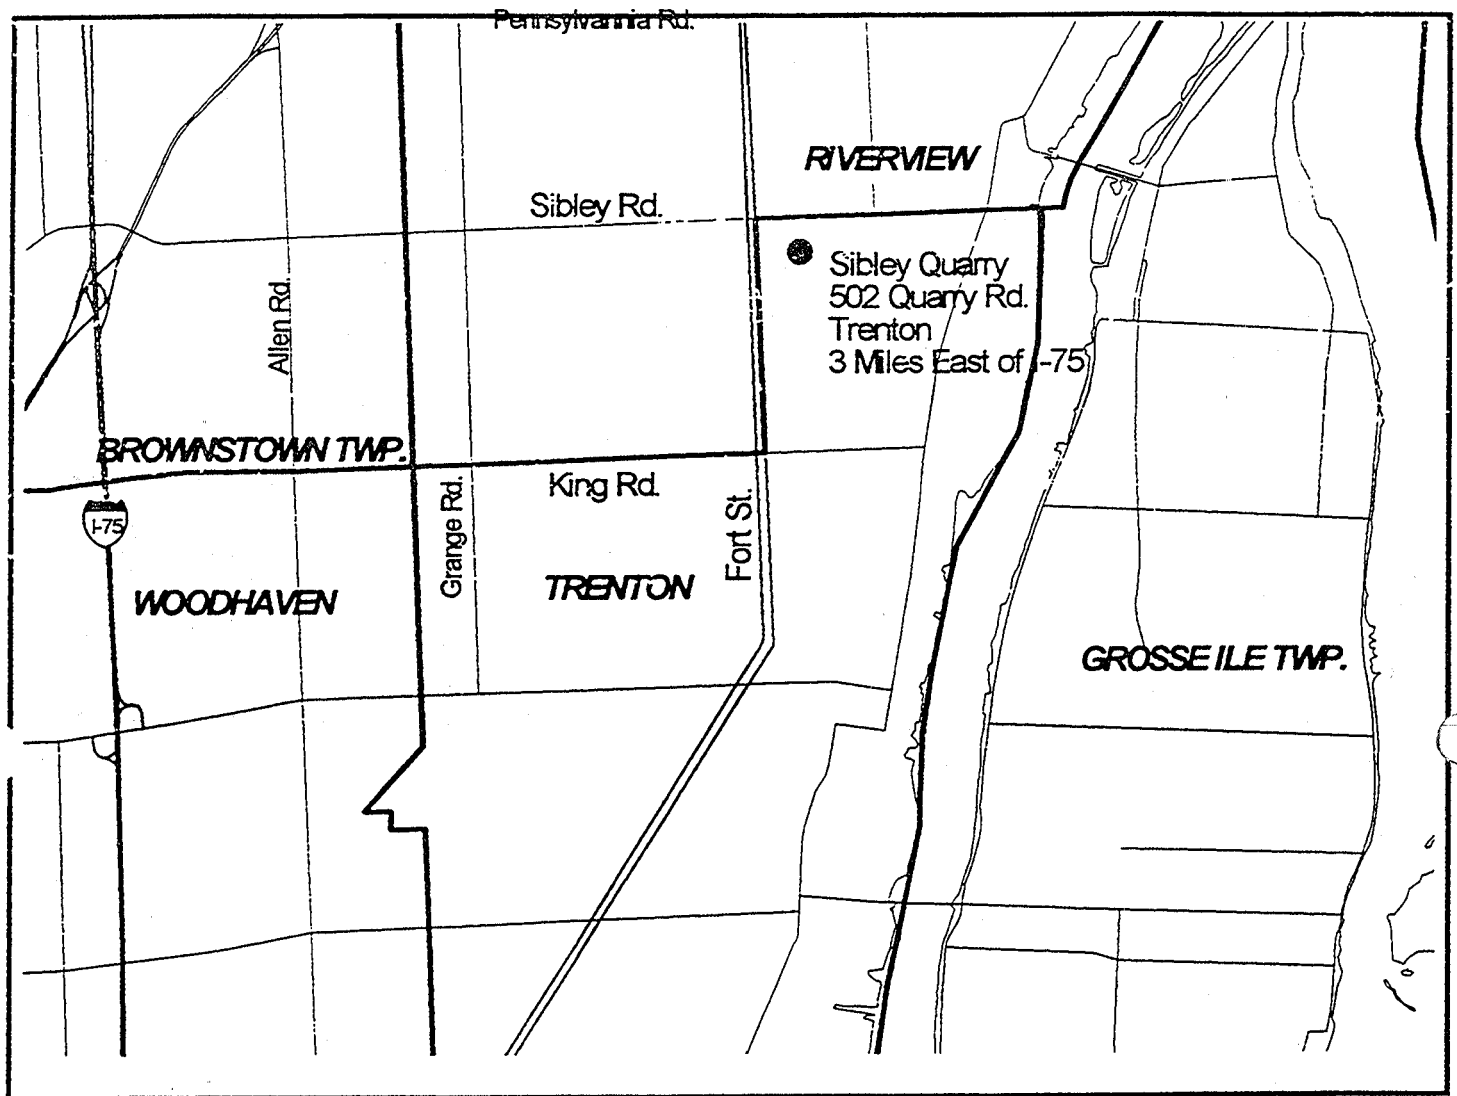 Pennsylvannia Rd.
RIVERVIEW
Sibley Rd.
Sibley Quarry
502 Quarry Rd.
Trenton
3 Miles East of I-75
Allen Rd.
BROWNSTOWN TWP.
King Rd.
Grange Rd.
Fort St.
I-75
WOODHAVEN
TRENTON
GROSSE ILE TWP.